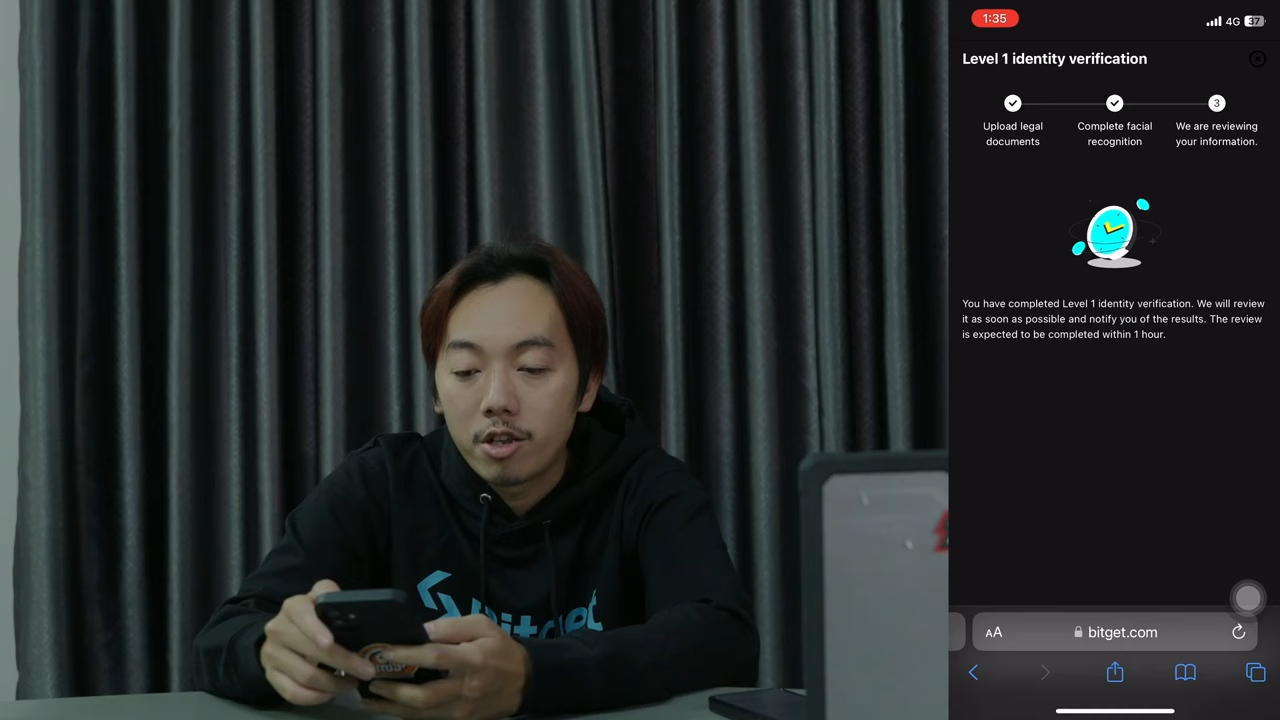 1:35
4G 37
Level 1 identity verification
3
Upload legal
documents
Complete facial
recognition
We are reviewing
your information.
You have completed Level 1 identity verification. We will review
it as soon as possible and notify you of the results. The review
is expected to be completed within 1 hour.
AA bitget.com